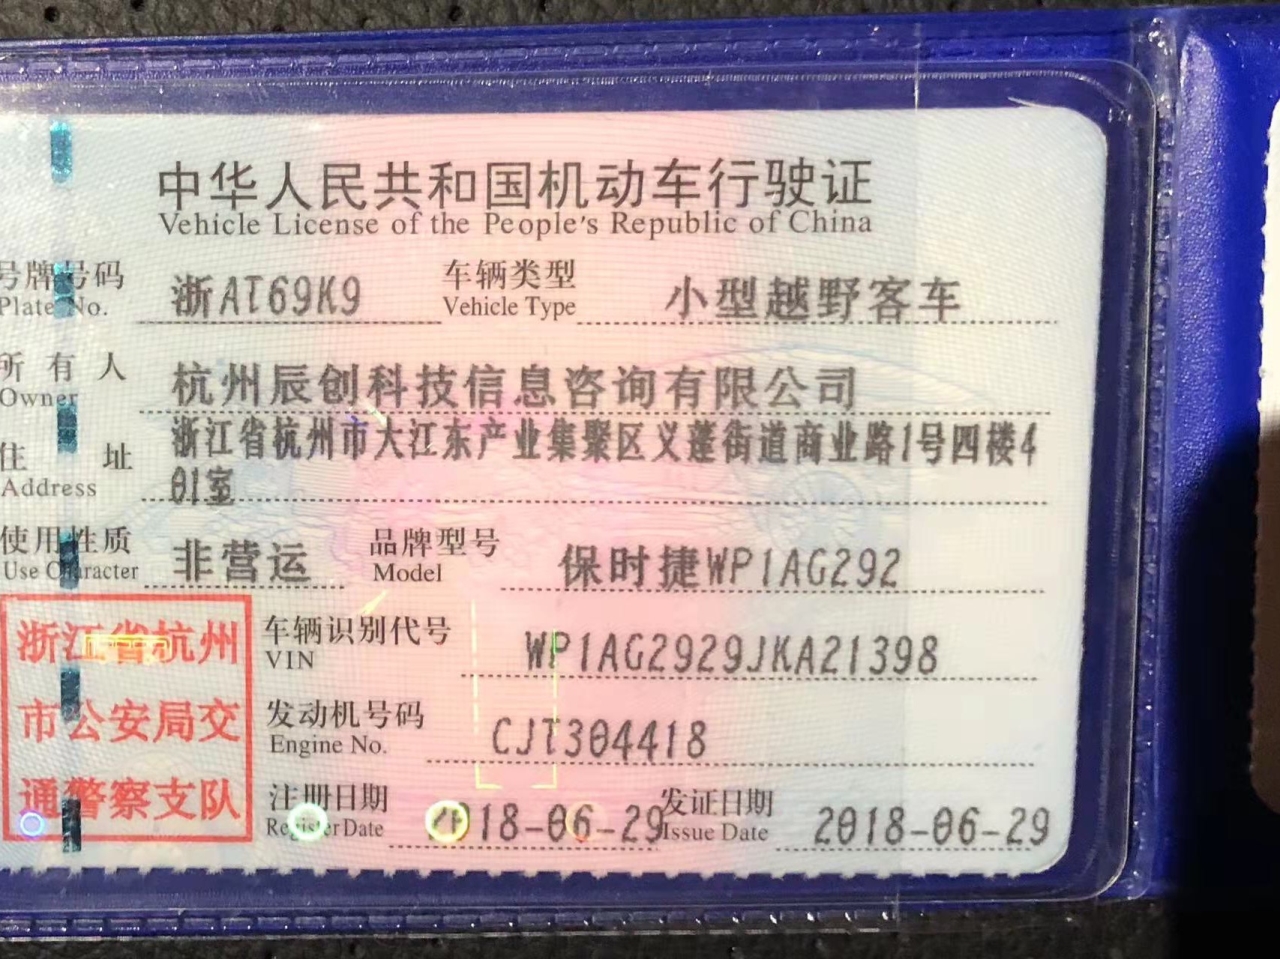 中华人民共和国机动车行驶证
Vehicle License of the People's Republic of China
号牌号码 浙AT69K9 车辆类型 小型越野客车
Plate No. Vehicle Type
所有人 杭州辰创科技信息咨询有限公司
Owner
住址 浙江省杭州市大江东产业集聚区义蓬街道商业路1号四楼4
Address 01室
使用性质 非营运 品牌型号 保时捷WP1AG292
Use Character Model
浙江省杭州
市公安局交
通警察支队
车辆识别代号 WP1AG2929JKA21398
VIN
发动机号码 CJT304418
Engine No.
注册日期 2018-06-29 发证日期 2018-06-29
Register Date Issue Date